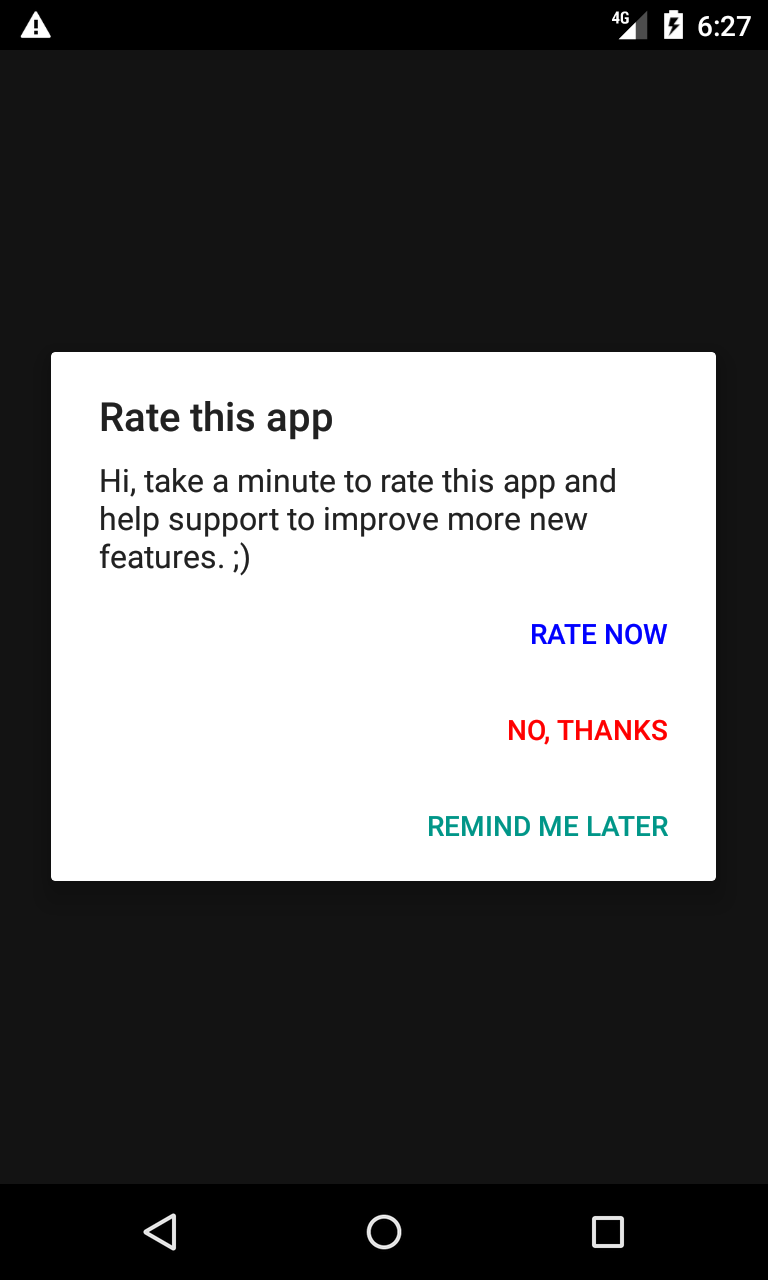 4G 6:27
Rate this app
Hi, take a minute to rate this app and
help support to improve more new
features. ;)
RATE NOW
NO, THANKS
REMIND ME LATER